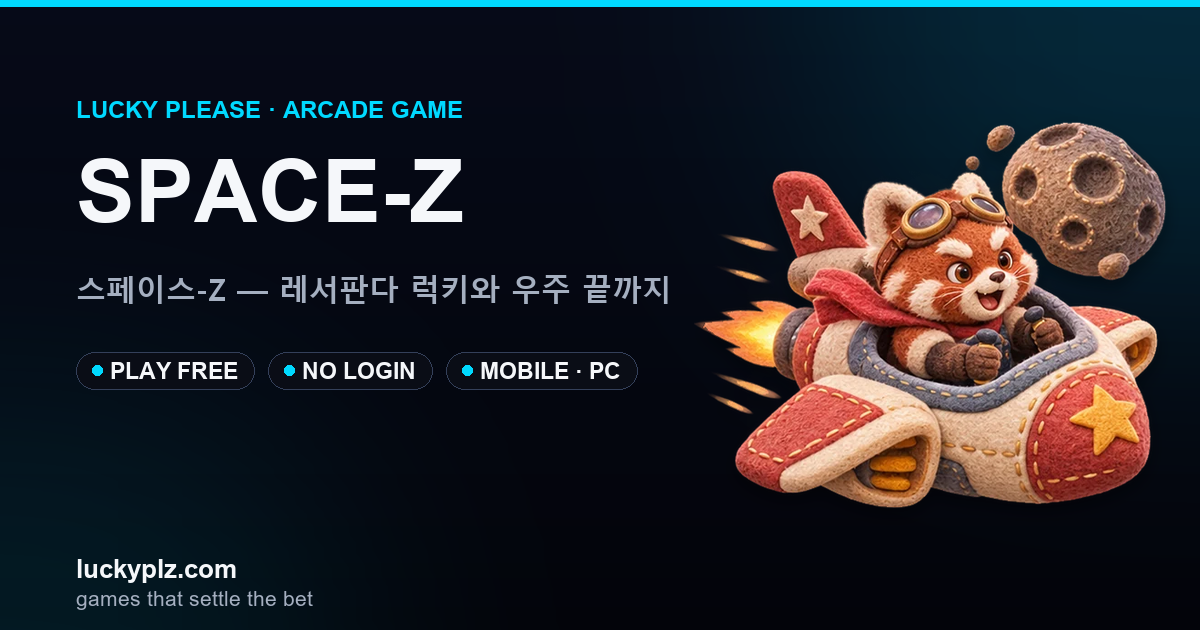 LUCKY PLEASE · ARCADE GAME
SPACE-Z
스페이스-Z — 레서판다 럭키와 우주 끝까지
PLAY FREE NO LOGIN MOBILE · PC
luckyplz.com
games that settle the bet